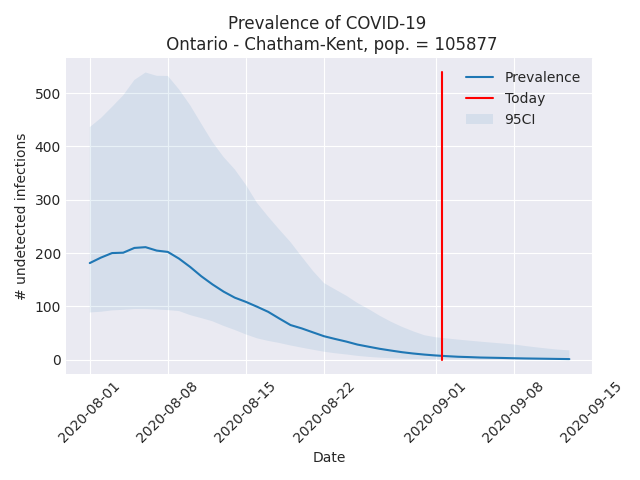 Prevalence of COVID-19
Ontario - Chatham-Kent, pop. = 105877
Prevalence
Today
95CI
# undetected infections
500
400
300
200
100
0
2020-08-01
2020-08-08
2020-08-15
2020-08-22
2020-09-01
2020-09-08
2020-09-15
Date